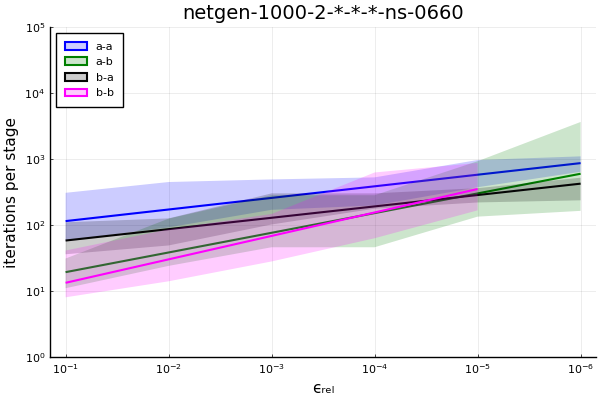 netgen-1000-2-*-*-*-ns-0660
iterations per stage
10⁵
10⁴
10³
10²
10¹
10⁰
a-a
a-b
b-a
b-b
10⁻¹ 10⁻² 10⁻³ 10⁻⁴ 10⁻⁵ 10⁻⁶
ϵᵣₑₗ